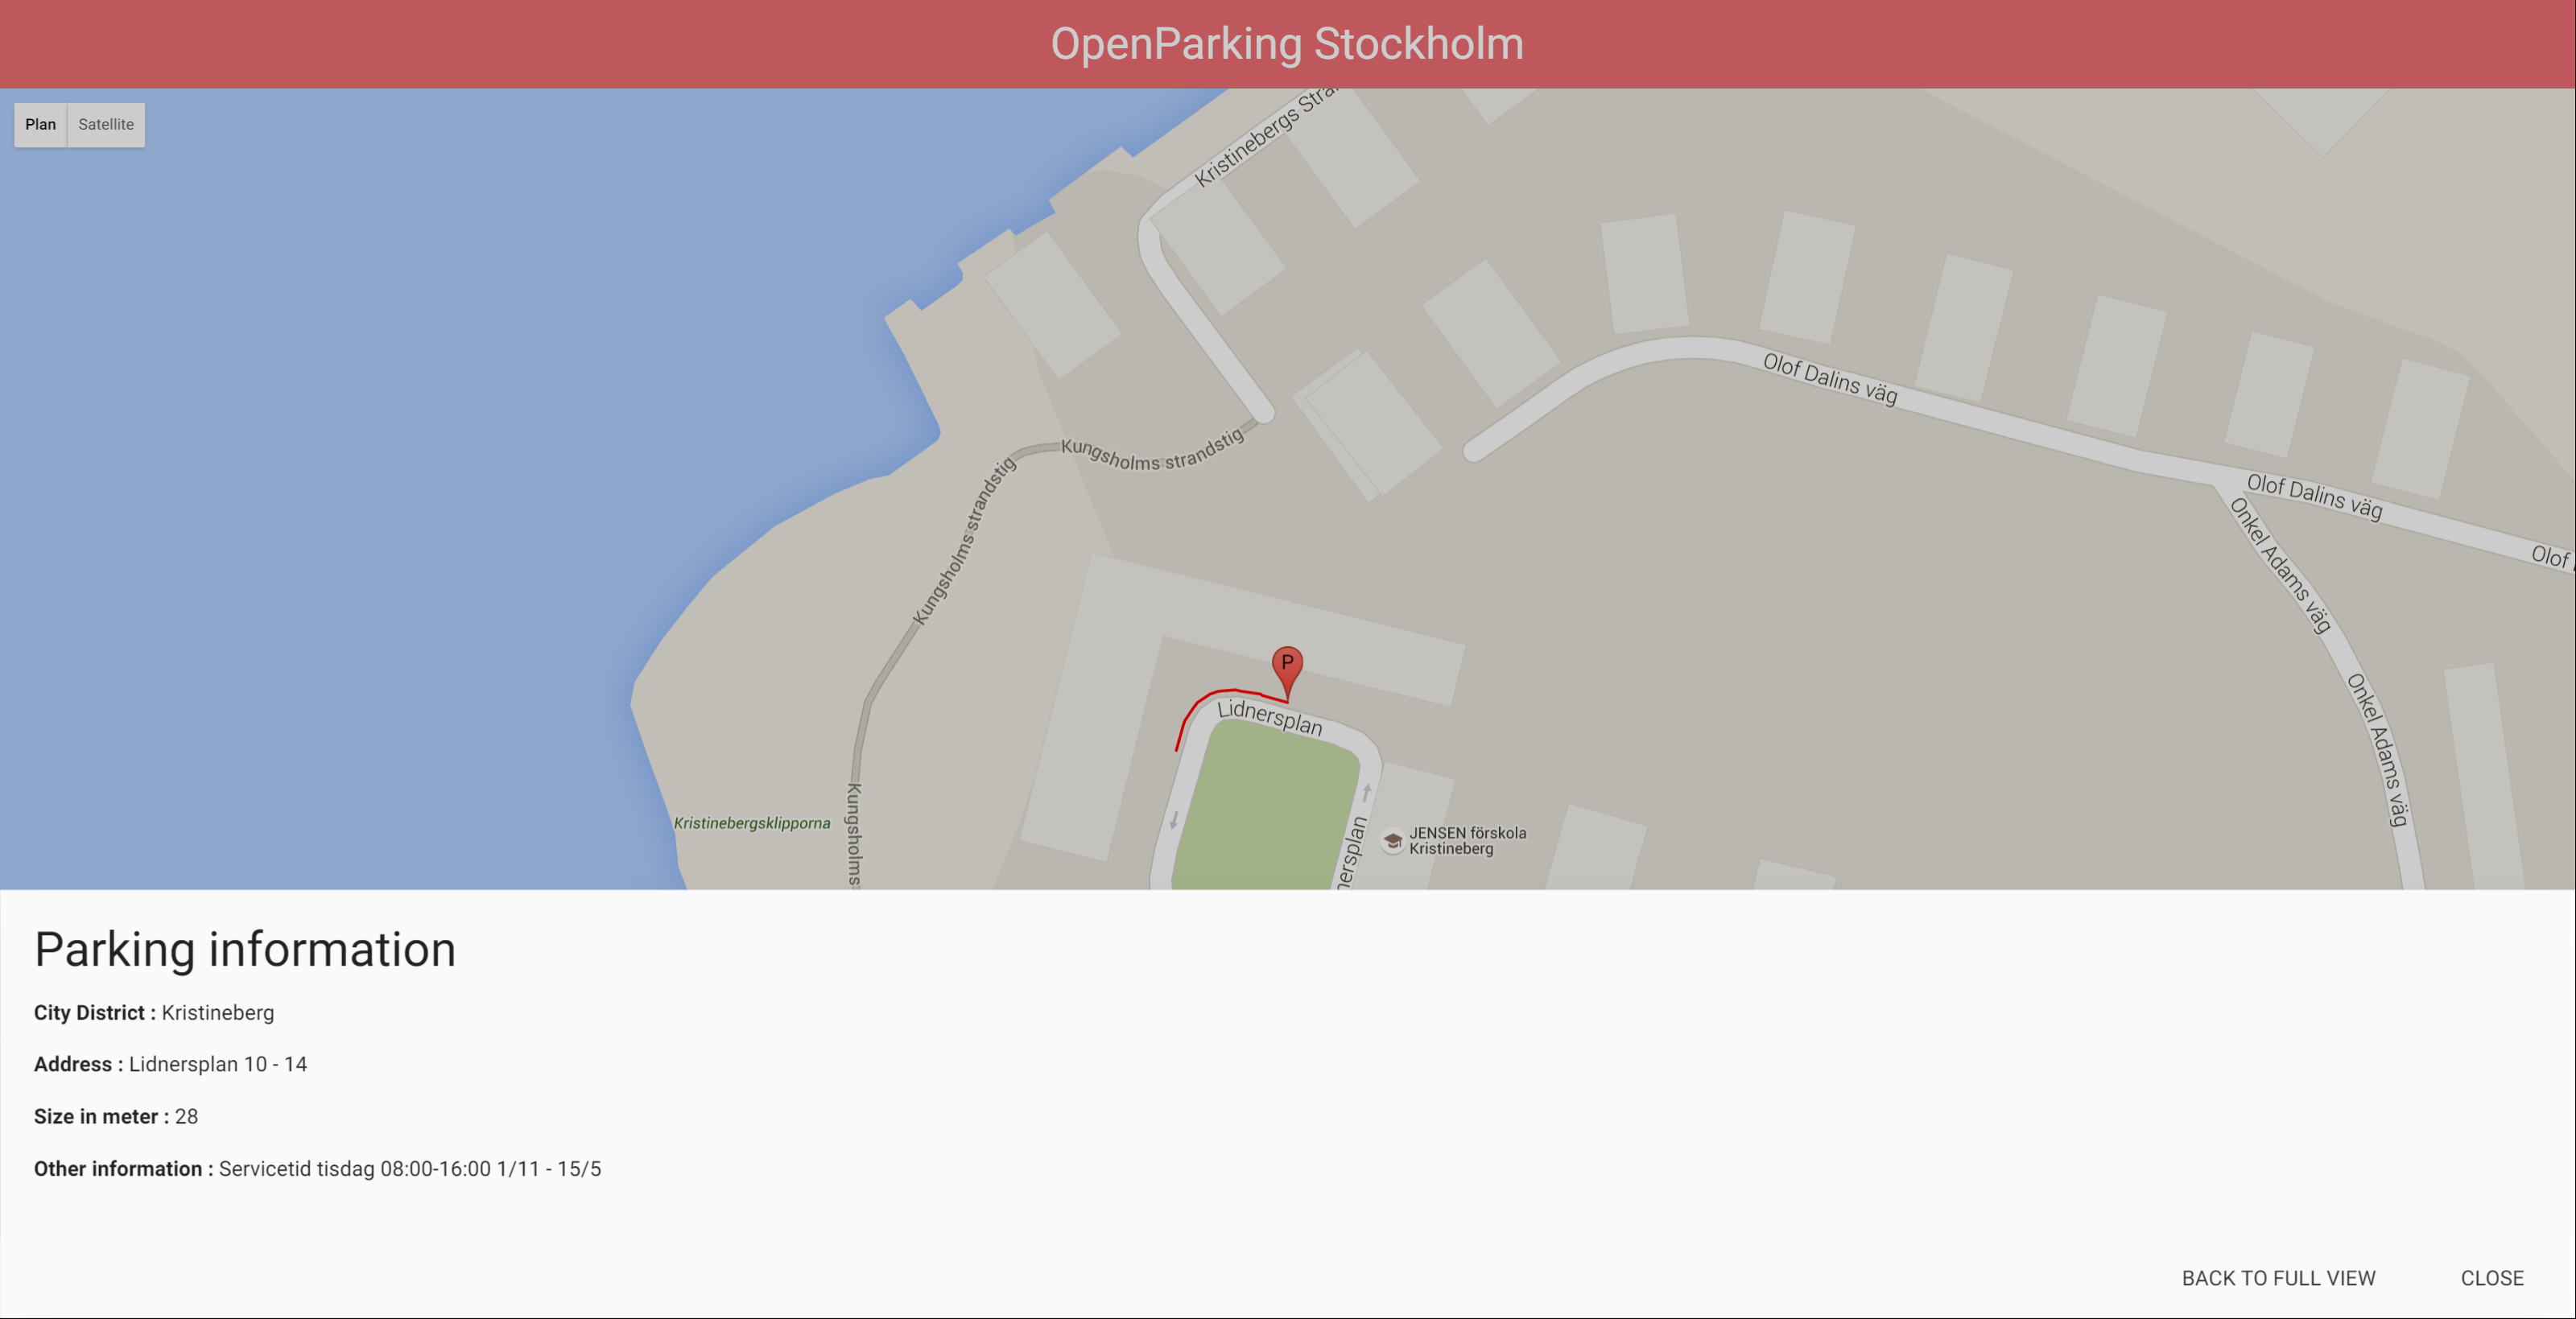 OpenParking Stockholm
Plan
Satellite
Kristinebergs Stra
Olof Dalins väg
Olof Dalins väg
Olof
Kungsholms strandstig
Kungsholms strandstig
Onkel Adams väg
Onkel Adams väg
P
Lidnersplan
Kristinebergsklipporna
Kungsholms
nersplan
JENSEN förskola
Kristineberg
Parking information
City District : Kristineberg
Address : Lidnersplan 10 - 14
Size in meter : 28
Other information : Servicetid tisdag 08:00-16:00 1/11 - 15/5
BACK TO FULL VIEW
CLOSE